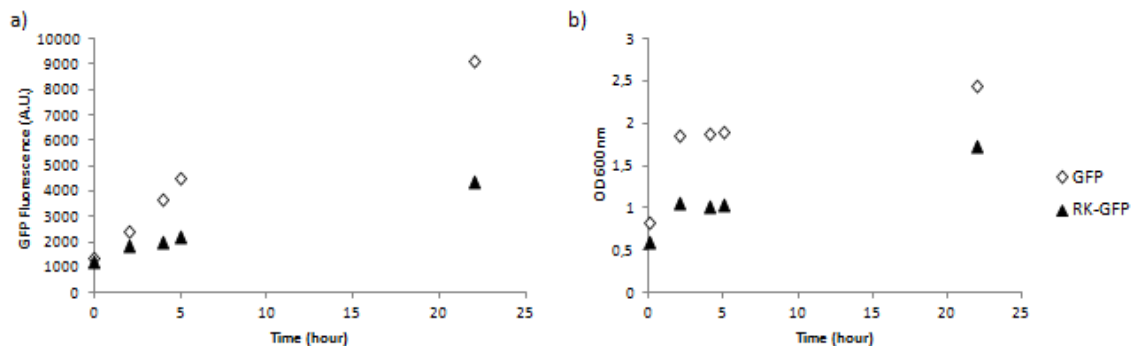 a)
GFP Fluorescence (A.U.)
10000
9000
8000
7000
6000
5000
4000
3000
2000
1000
0
0 5 10 15 20 25
Time (hour)
b)
OD600nm
3
2,5
2
1,5
1
0,5
0
0 5 10 15 20 25
Time (hour)
GFP
RK-GFP